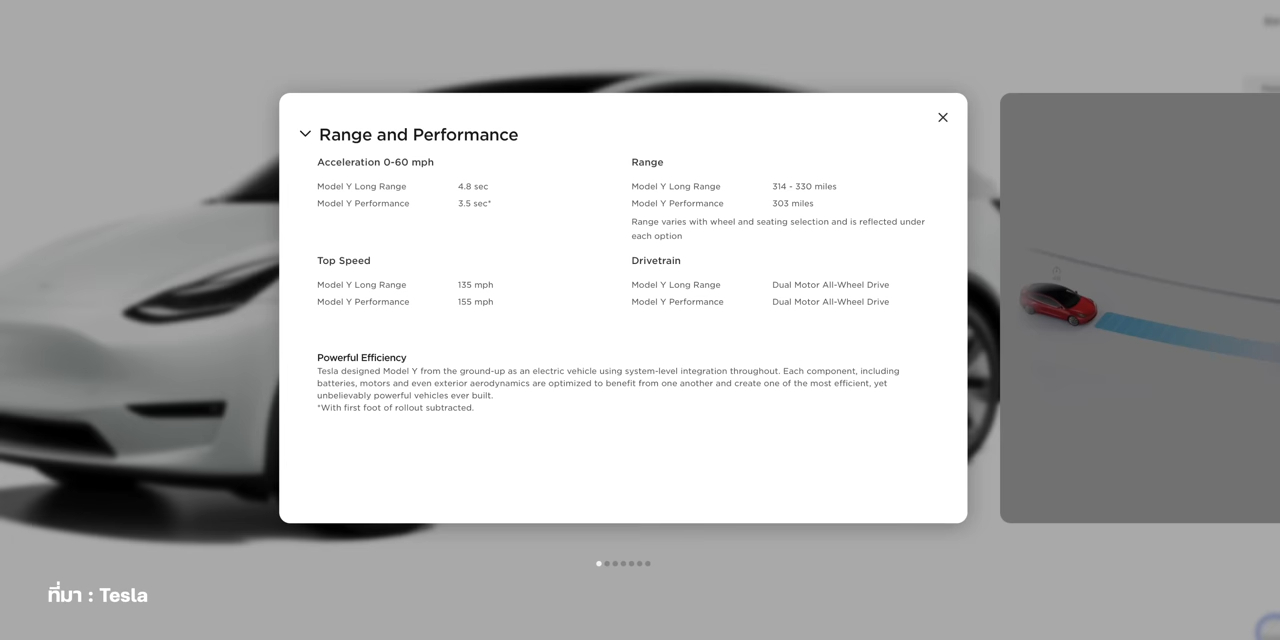 Range and Performance
Acceleration 0-60 mph
Model Y Long Range 4.8 sec
Model Y Performance 3.5 sec*
Range
Model Y Long Range 314 - 330 miles
Model Y Performance 303 miles
Range varies with wheel and seating selection and is reflected under
each option
Top Speed
Model Y Long Range 135 mph
Model Y Performance 155 mph
Drivetrain
Model Y Long Range Dual Motor All-Wheel Drive
Model Y Performance Dual Motor All-Wheel Drive
Powerful Efficiency
Tesla designed Model Y from the ground-up as an electric vehicle using system-level integration throughout. Each component, including
batteries, motors and even exterior aerodynamics are optimized to benefit from one another and create one of the most efficient, yet
unbelievably powerful vehicles ever built.
*With first foot of rollout subtracted.
ที่มา : Tesla